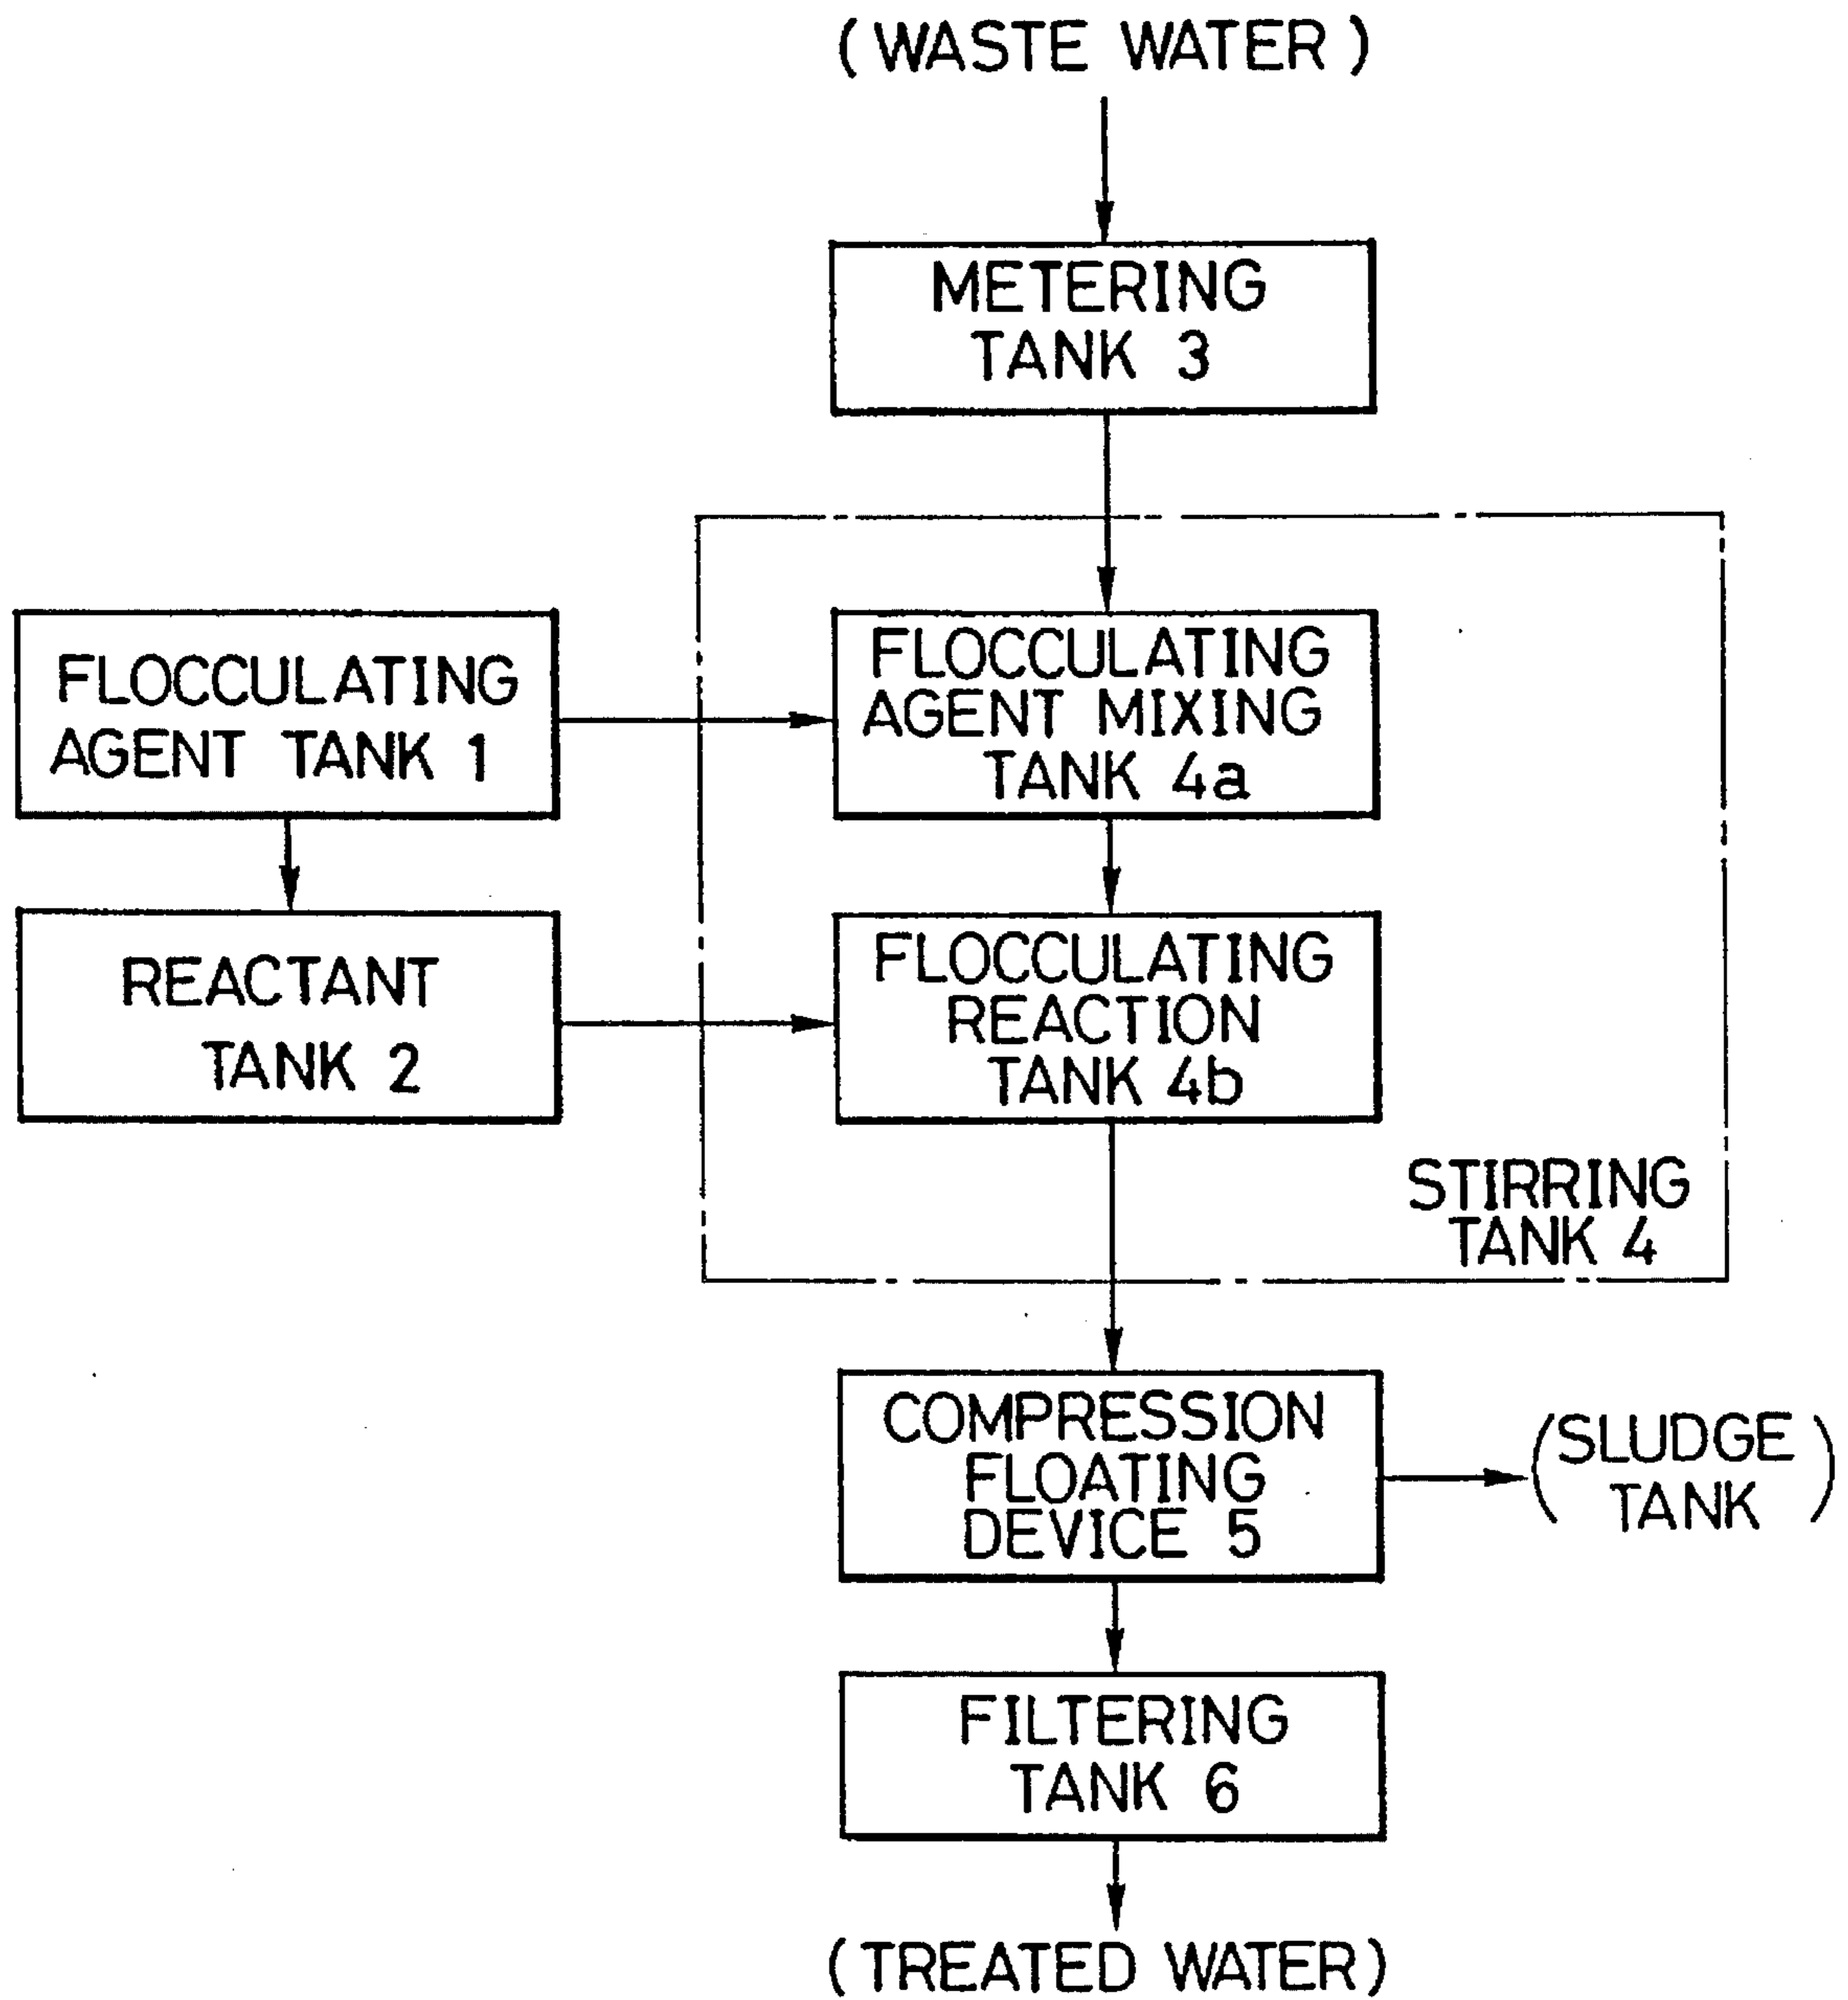 (WASTE WATER)
METERING
TANK 3
FLOCCULATING
AGENT TANK 1
FLOCCULATING
AGENT MIXING
TANK 4a
REACTANT
TANK 2
FLOCCULATING
REACTION
TANK 4b
STIRRING
TANK 4
COMPRESSION
FLOATING
DEVICE 5
(SLUDGE
TANK)
FILTERING
TANK 6
(TREATED WATER)